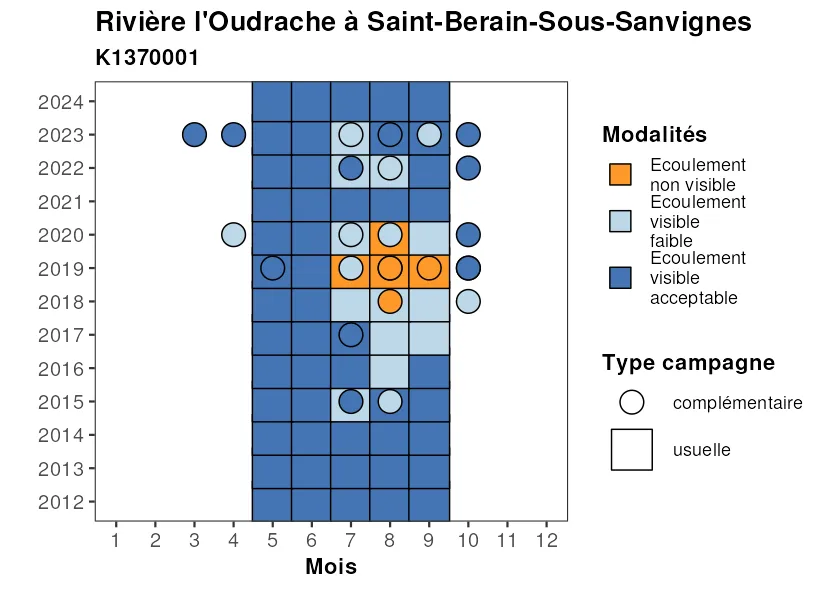 Rivière l'Oudrache à Saint-Berain-Sous-Sanvignes
K1370001
2024
2023
2022
2021
2020
2019
2018
2017
2016
2015
2014
2013
2012
1 2 3 4 5 6 7 8 9 10 11 12
Mois
Modalités
Ecoulement
non visible
Ecoulement
visible
faible
Ecoulement
visible
acceptable
Type campagne
complémentaire
usuelle